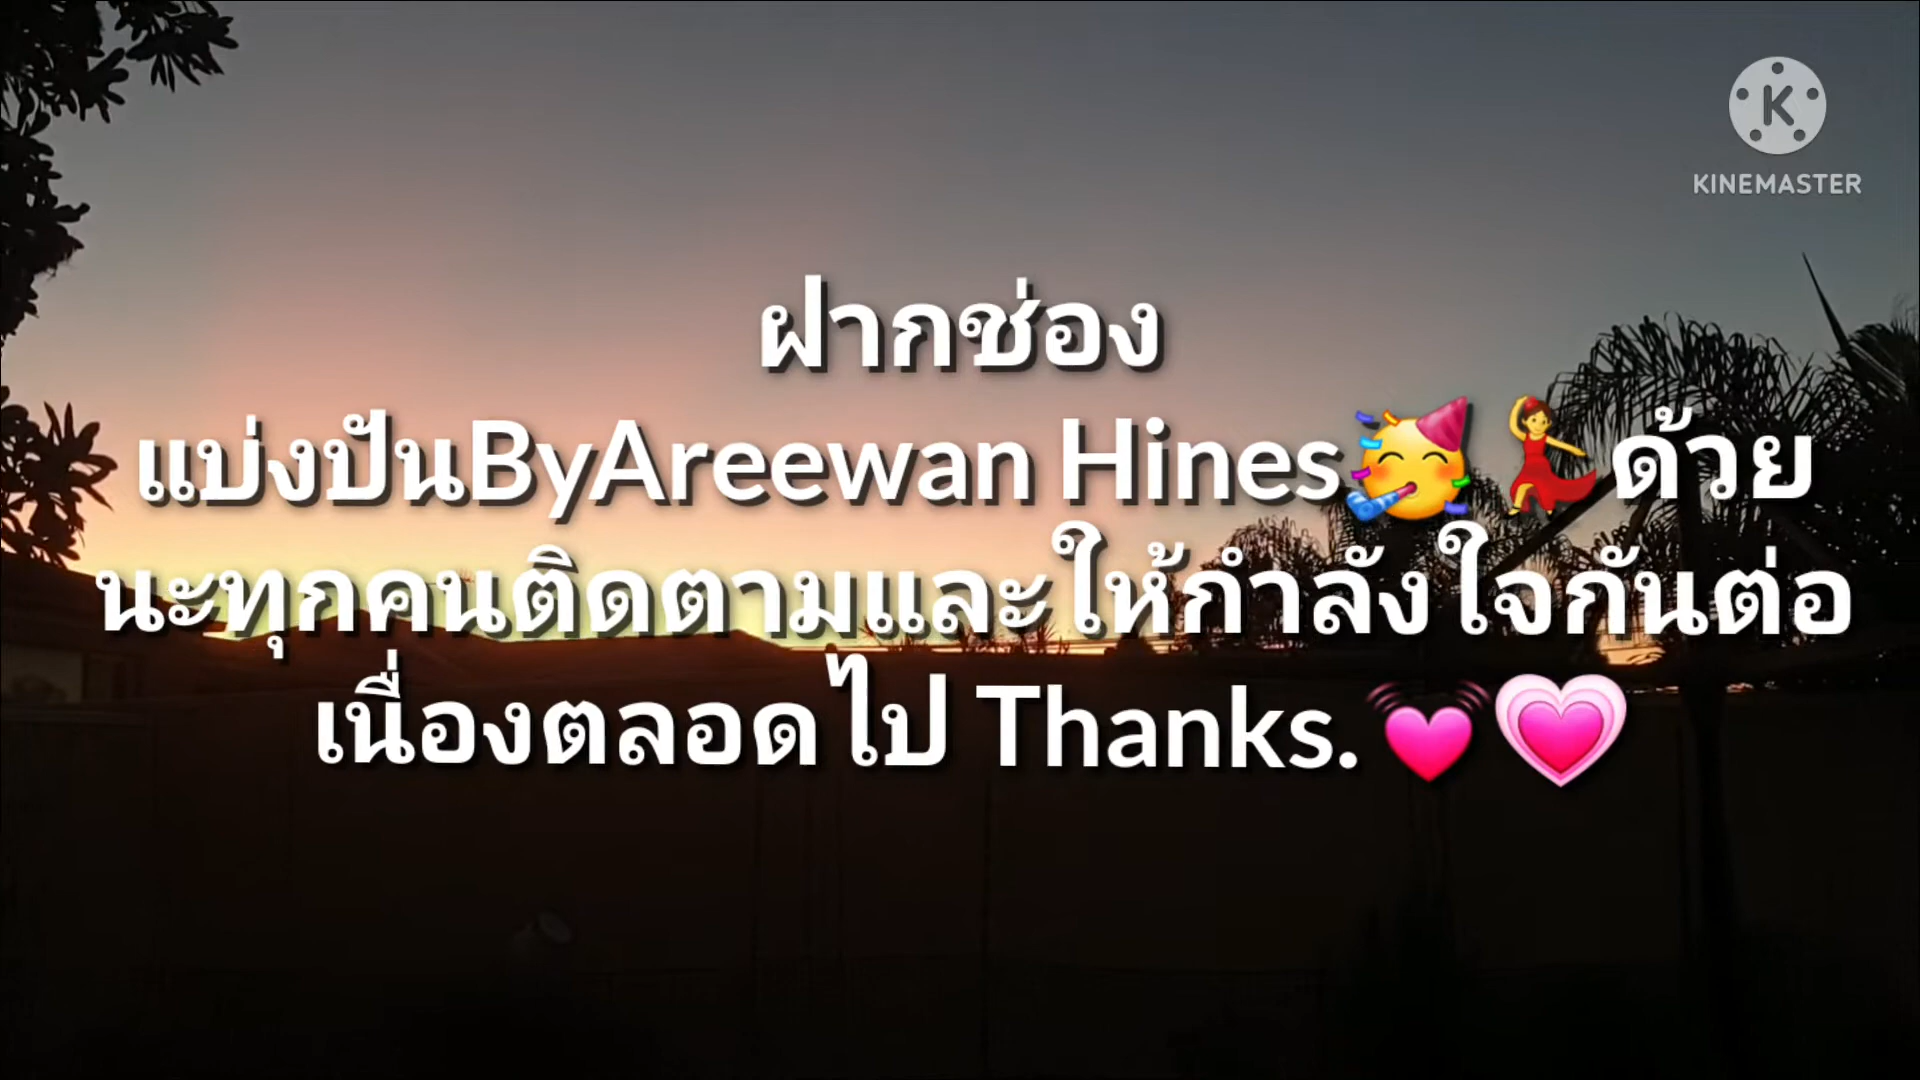 KINEMASTER
ฝากช่อง
แบ่งปันByAreewan Hines🥳💃ด้วย
นะทุกคนติดตามและให้กำลังใจกันต่อ
เนื่องตลอดไป Thanks.💓💗